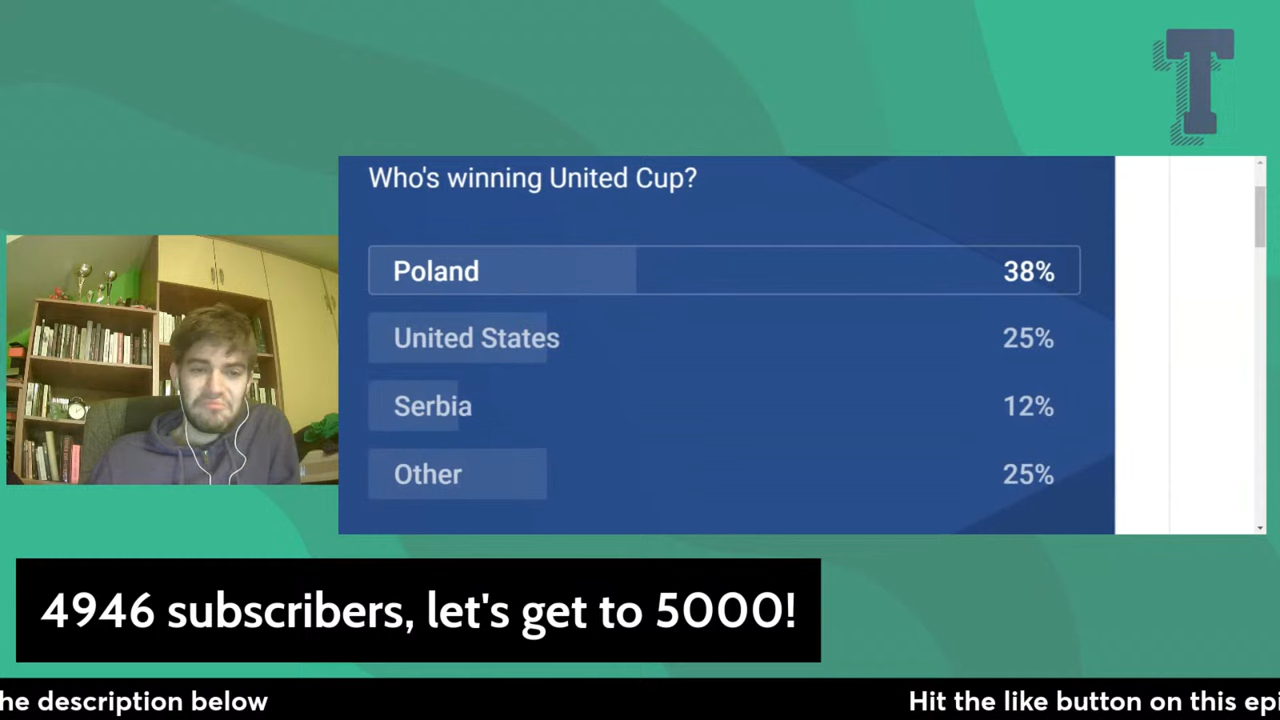 T
Who's winning United Cup?
Poland 38%
United States 25%
Serbia 12%
Other 25%
4946 subscribers, let's get to 5000!
he description below Hit the like button on this epi